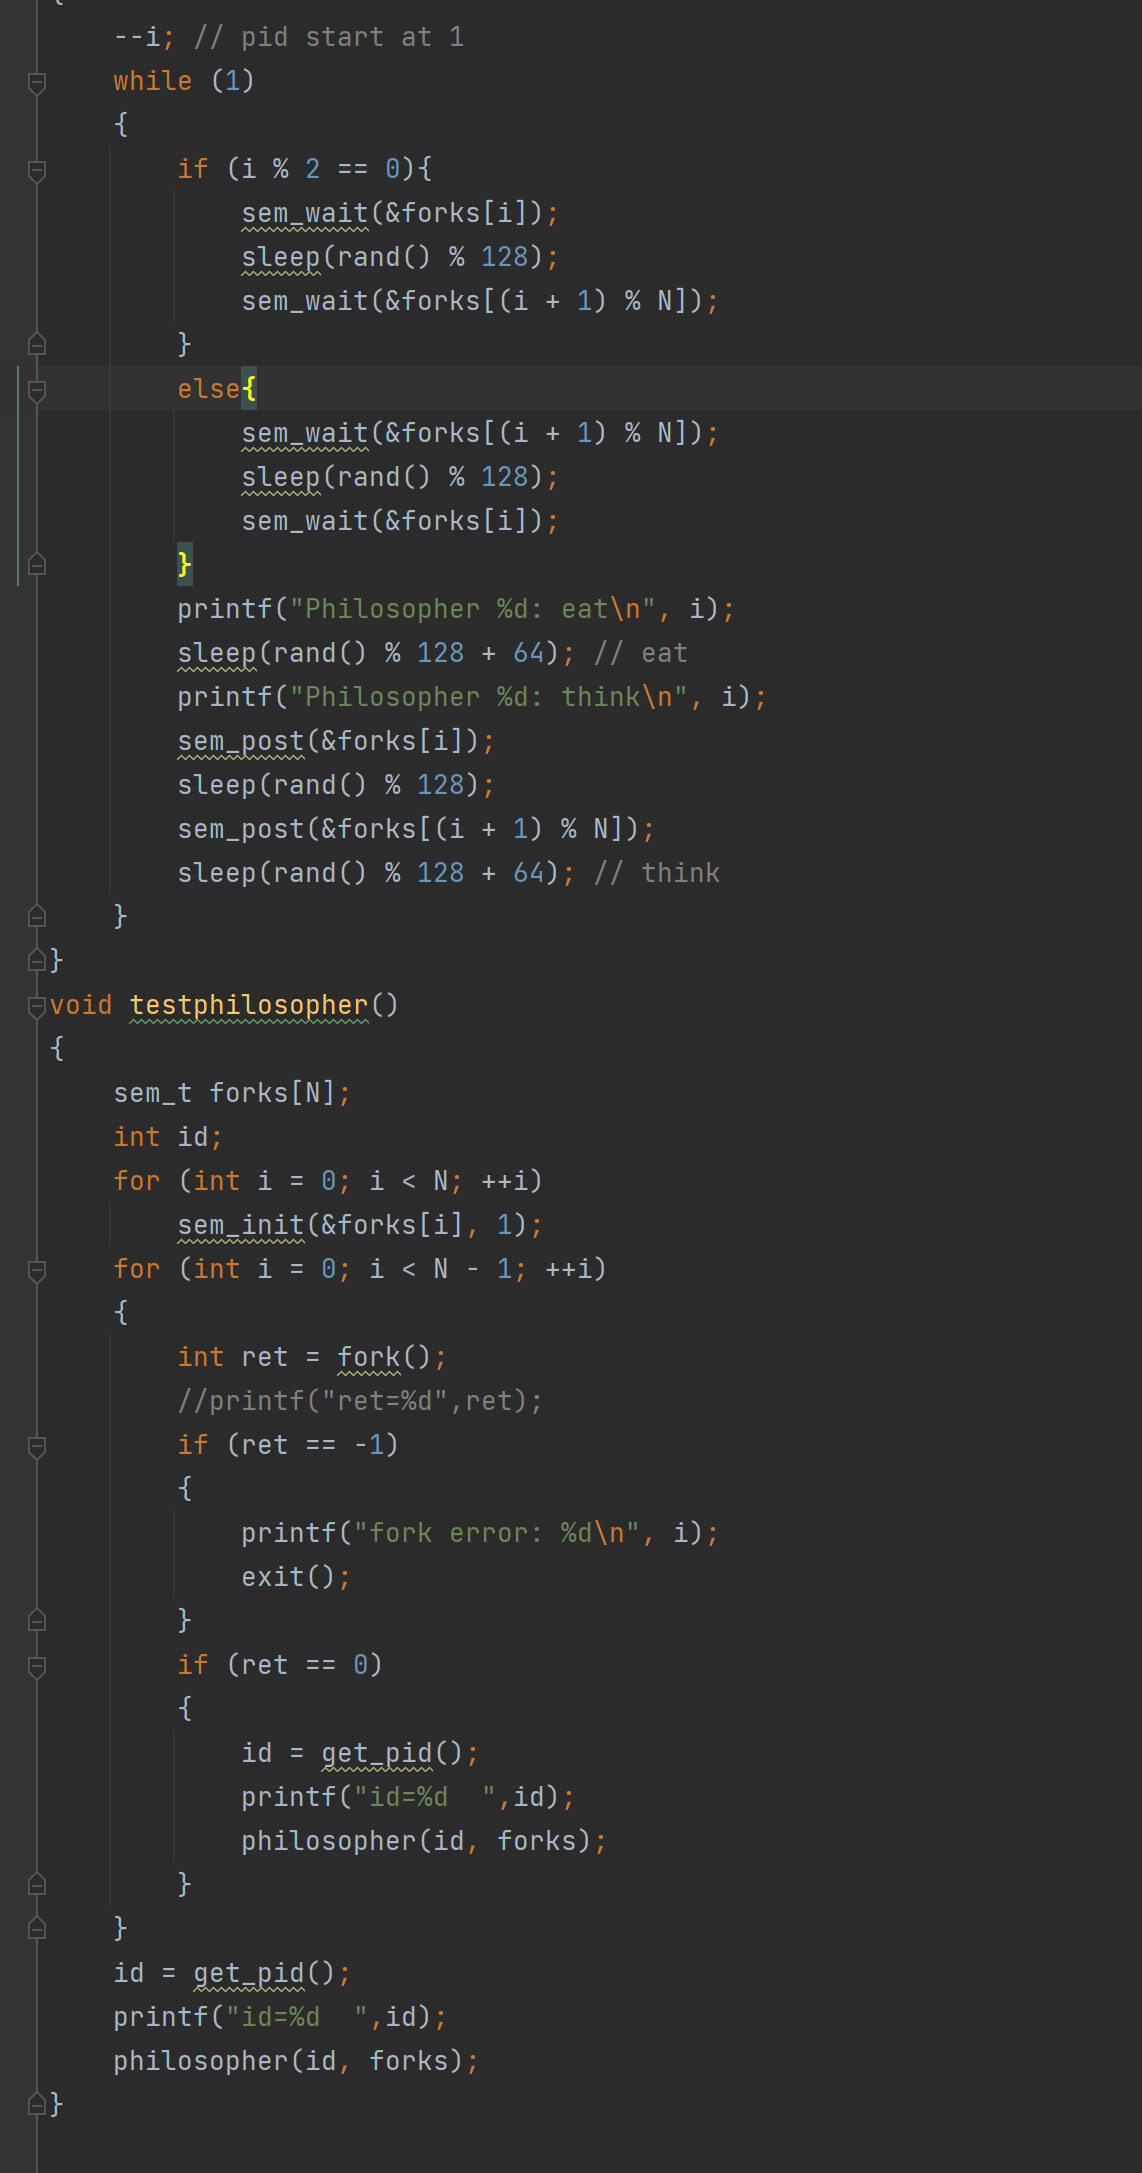 {
    --i; // pid start at 1
    while (1)
    {
        if (i % 2 == 0){
            sem_wait(&forks[i]);
            sleep(rand() % 128);
            sem_wait(&forks[(i + 1) % N]);
        }
        else{
            sem_wait(&forks[(i + 1) % N]);
            sleep(rand() % 128);
            sem_wait(&forks[i]);
        }
        printf("Philosopher %d: eat\n", i);
        sleep(rand() % 128 + 64); // eat
        printf("Philosopher %d: think\n", i);
        sem_post(&forks[i]);
        sleep(rand() % 128);
        sem_post(&forks[(i + 1) % N]);
        sleep(rand() % 128 + 64); // think
    }
}
void testphilosopher()
{
    sem_t forks[N];
    int id;
    for (int i = 0; i < N; ++i)
        sem_init(&forks[i], 1);
    for (int i = 0; i < N - 1; ++i)
    {
        int ret = fork();
        //printf("ret=%d",ret);
        if (ret == -1)
        {
            printf("fork error: %d\n", i);
            exit();
        }
        if (ret == 0)
        {
            id = get_pid();
            printf("id=%d  ",id);
            philosopher(id, forks);
        }
    }
    id = get_pid();
    printf("id=%d  ",id);
    philosopher(id, forks);
}